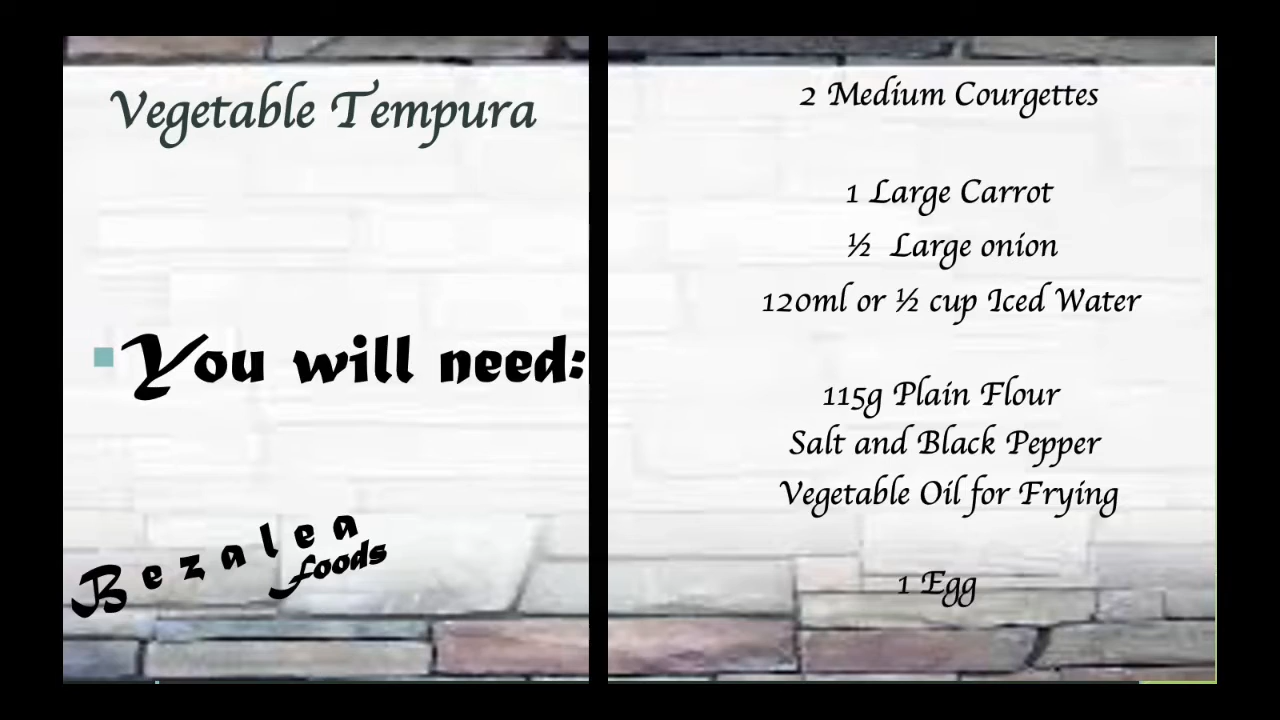 Vegetable Tempura
You will need:
Bezalea
foods
2 Medium Courgettes
1 Large Carrot
½ Large onion
120ml or ½ cup Iced Water
115g Plain Flour
Salt and Black Pepper
Vegetable Oil for Frying
1 Egg